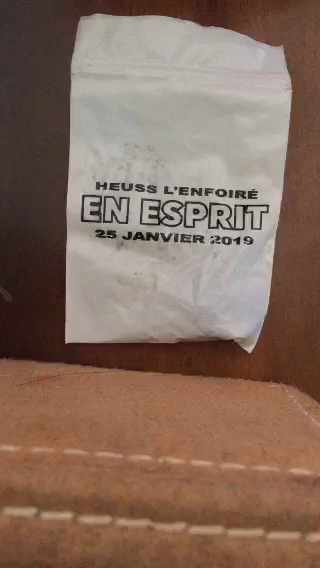 HEUSS L'ENFOIRÉ
EN ESPRIT
25 JANVIER 2019